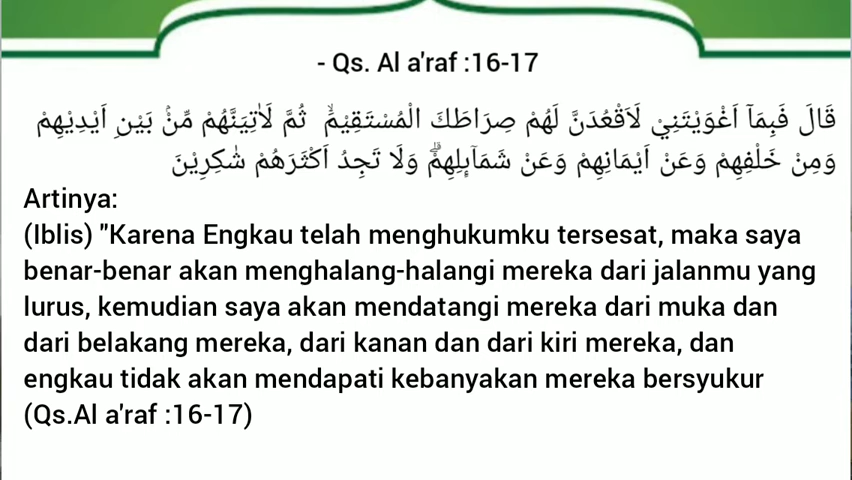 - Qs. Al a'raf :16-17
قَالَ فَبِمَآ اَغْوَيْتَنِيْ لَاَقْعُدَنَّ لَهُمْ صِرَاطَكَ الْمُسْتَقِيْمَۙ ثُمَّ لَاٰتِيَنَّهُمْ مِّنْۢ بَيْنِ اَيْدِيْهِمْ
وَمِنْ خَلْفِهِمْ وَعَنْ اَيْمَانِهِمْ وَعَنْ شَمَاۤىِٕلِهِمْۗ وَلَا تَجِدُ اَكْثَرَهُمْ شٰكِرِيْنَ
Artinya:
(Iblis) "Karena Engkau telah menghukumku tersesat, maka saya
benar-benar akan menghalang-halangi mereka dari jalanmu yang
lurus, kemudian saya akan mendatangi mereka dari muka dan
dari belakang mereka, dari kanan dan dari kiri mereka, dan
engkau tidak akan mendapati kebanyakan mereka bersyukur
(Qs.Al a'raf :16-17)